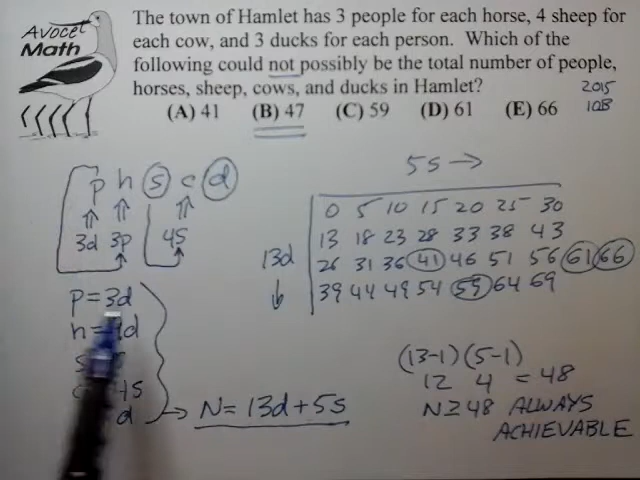 Avocet
Math
The town of Hamlet has 3 people for each horse, 4 sheep for
each cow, and 3 ducks for each person. Which of the
following could not possibly be the total number of people,
horses, sheep, cows, and ducks in Hamlet?
(A) 41 (B) 47 (C) 59 (D) 61 (E) 66
2015
10B
p h s c d
3d 3p 4s
p=3d
h=9d
4s
d
N=13d+5s
5s→
13d
↓
0 5 10 15 20 25 30
13 18 23 28 33 38 43
26 31 36 41 46 51 56 61 66
39 44 49 54 59 64 69
(13-1)(5-1)
12 4 = 48
N≥48 ALWAYS
ACHIEVABLE